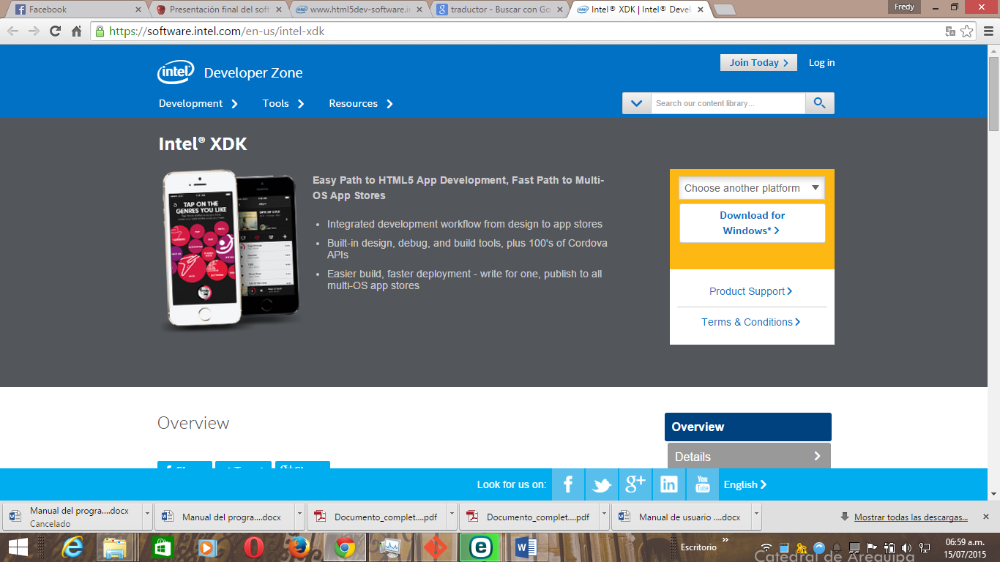 Facebook
Presentación final del soft
www.html5dev-software.in
traductor - Buscar con Go
Intel® XDK | Intel® Devel
Fredy
https://software.intel.com/en-us/intel-xdk
Join Today
Log in
intel
Developer Zone
Development
Tools
Resources
Search our content library...
Intel® XDK
TAP ON THE
GENRES YOU LIKE
Easy Path to HTML5 App Development, Fast Path to Multi-
OS App Stores
• Integrated development workflow from design to app stores
• Built-in design, debug, and build tools, plus 100's of Cordova
APIs
• Easier build, faster deployment - write for one, publish to all
multi-OS app stores
Choose another platform
Download for
Windows*
Product Support
Terms & Conditions
Overview
Overview
Details
Look for us on:
English
Manual del progra....docx
Cancelado
Manual del progra....docx
Documento_complet....pdf
Documento_complet....pdf
Manual de usuario ....docx
Mostrar todas las descargas...
Escritorio
06:59 a.m.
15/07/2015
Catedral de Arequipa